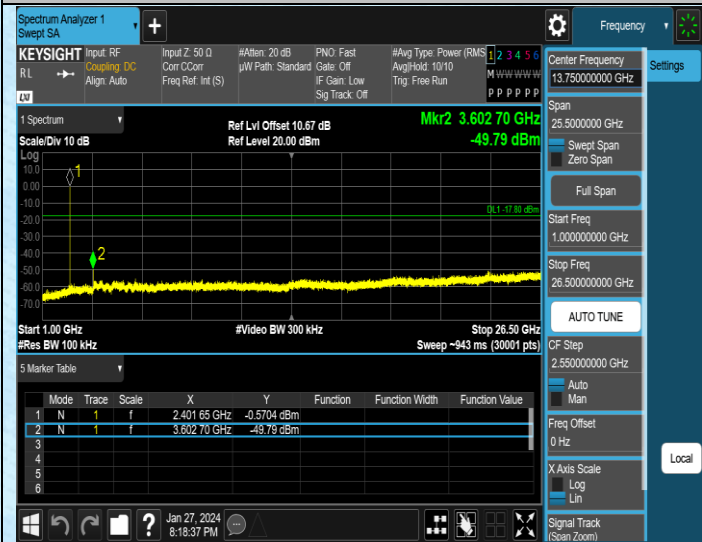 Spectrum Analyzer 1
Swept SA
+
Frequency
KEYSIGHT
RL
LXI
Input: RF
Coupling: DC
Align: Auto
Input Z: 50 Ω
Corr CCorr
Freq Ref: Int (S)
#Atten: 20 dB
µW Path: Standard
PNO: Fast
Gate: Off
IF Gain: Low
Sig Track: Off
#Avg Type: Power (RMS
Avg|Hold: 10/10
Trig: Free Run
1 2 3 4 5 6
M W W W W W
P P P P P P
1 Spectrum
Scale/Div 10 dB
Log
Ref Lvl Offset 10.67 dB
Ref Level 20.00 dBm
Mkr2 3.602 70 GHz
-49.79 dBm
10.0
0.00
-10.0
-20.0
-30.0
-40.0
-50.0
-60.0
-70.0
1
2
DL1 -17.60 dBm
Start 1.00 GHz
#Res BW 100 kHz
#Video BW 300 kHz
Stop 26.50 GHz
Sweep ~943 ms (30001 pts)
5 Marker Table
Mode Trace Scale X Y Function Function Width Function Value
1 N 1 f 2.401 65 GHz -0.5704 dBm
2 N 1 f 3.602 70 GHz -49.79 dBm
3
4
5
6
?
Jan 27, 2024
8:18:37 PM
Center Frequency
13.750000000 GHz
Span
25.5000000 GHz
Swept Span
Zero Span
Full Span
Start Freq
1.000000000 GHz
Stop Freq
26.500000000 GHz
AUTO TUNE
CF Step
2.550000000 GHz
Auto
Man
Freq Offset
0 Hz
X Axis Scale
Log
Lin
Signal Track
(Span Zoom)
Settings
Local